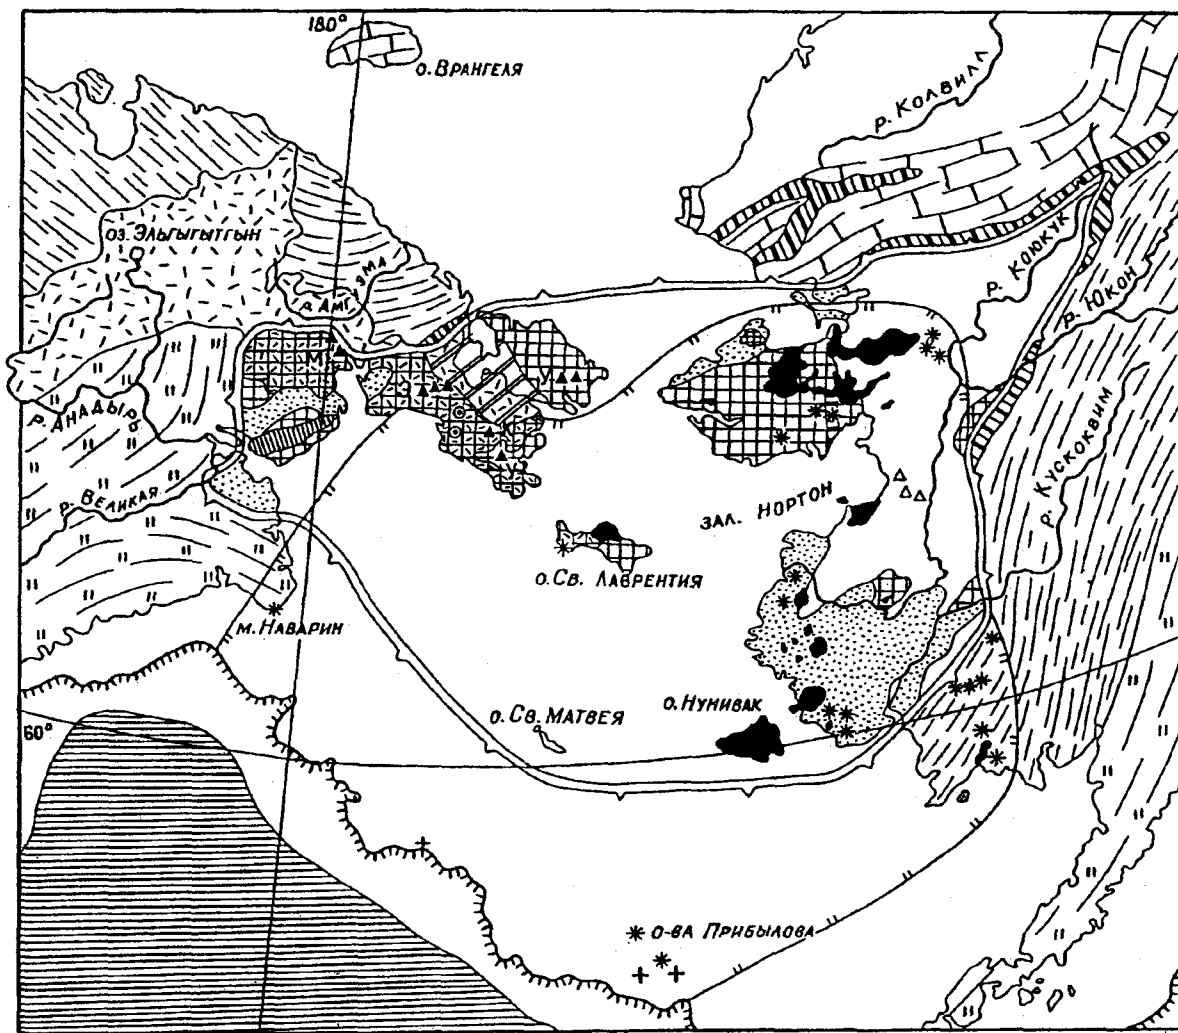 180°
о. Врангеля
р. Колвилл
оз. Эльгыгытгын
р. Амгуэма
р. Коюкук
р. Юкон
р. Анадырь
М
Э
У
У
р. Великая
р. Кускоквим
зал. Нортон
о. Св. Лаврентия
м. Наварин
60°
о. Св. Матвея
о. Нунивак
о-ва Прибылова